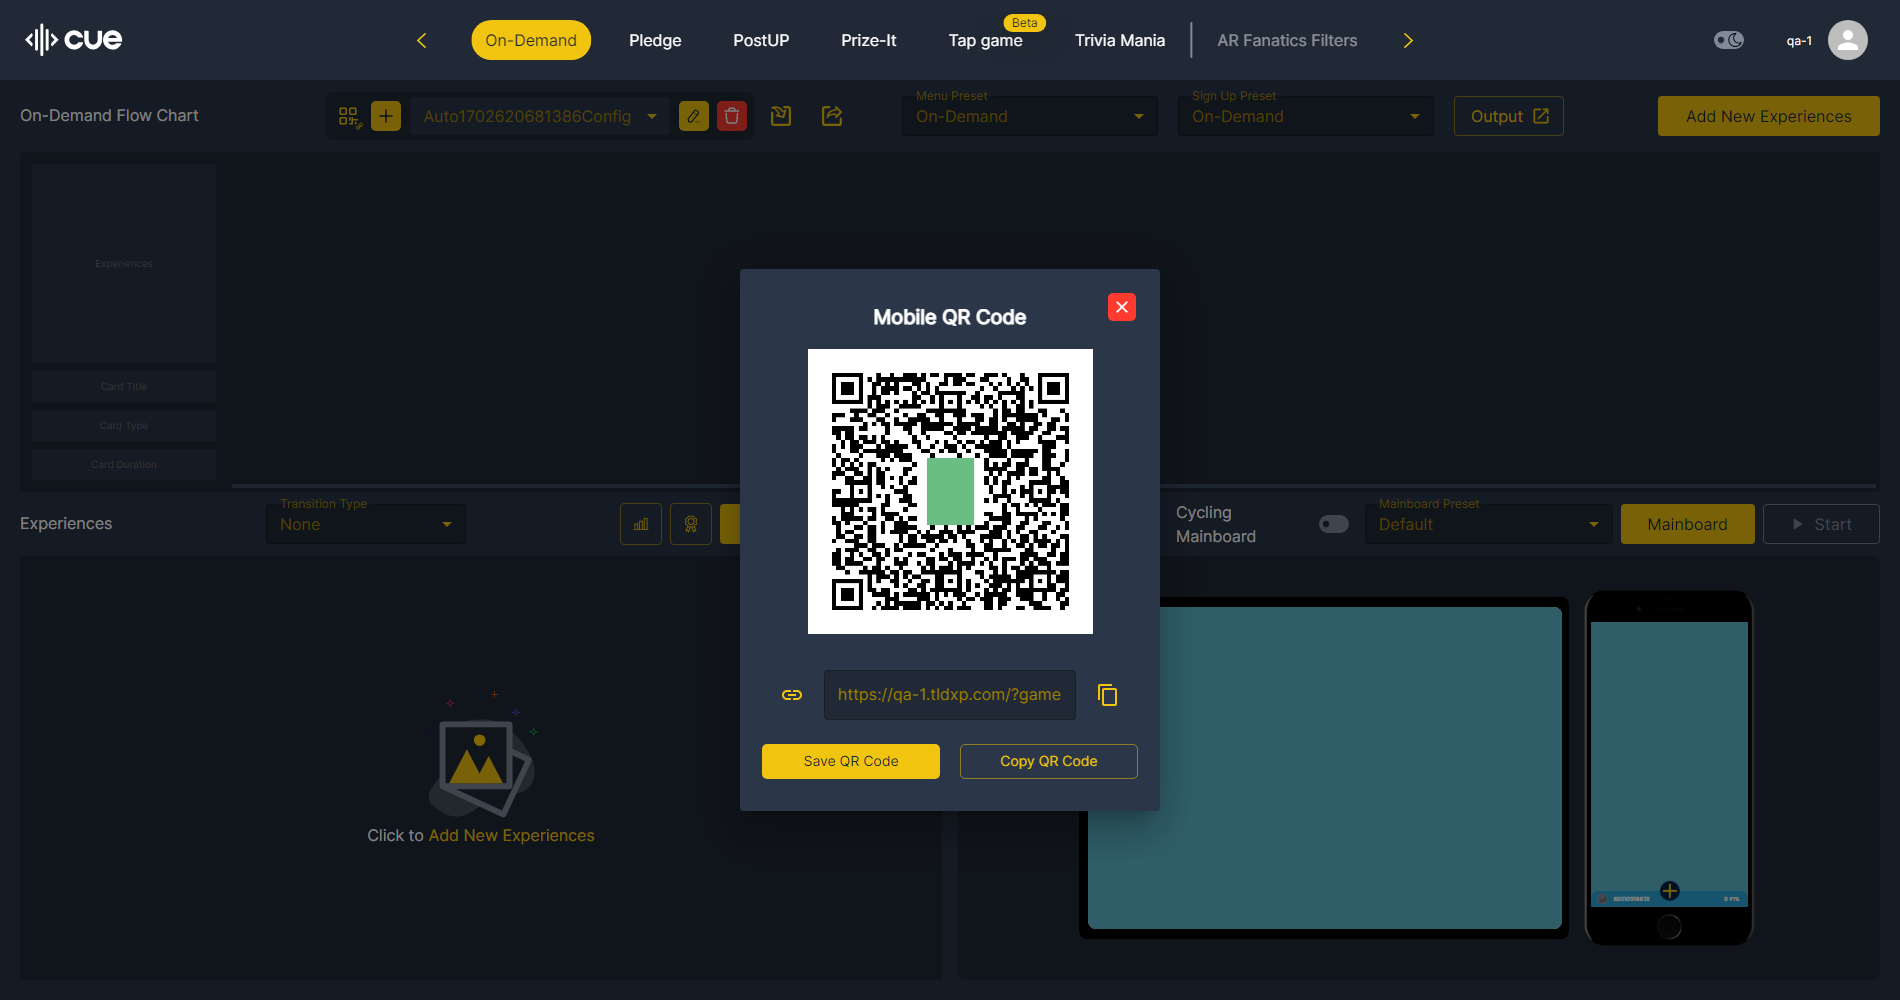 cue
On-Demand
Pledge
PostUP
Prize-It
Beta
Tap game
Trivia Mania
AR Fanatics Filters
qa-1
On-Demand Flow Chart
Auto1702620681386Config
Menu Preset
On-Demand
Sign Up Preset
On-Demand
Output
Add New Experiences
Experiences
Card Title
Card Type
Card Duration
Mobile QR Code
https://qa-1.tldxp.com/?game
Save QR Code
Copy QR Code
Experiences
Transition Type
None
Cycling
Mainboard
Mainboard Preset
Default
Mainboard
Start
Click to Add New Experiences
0 PTS